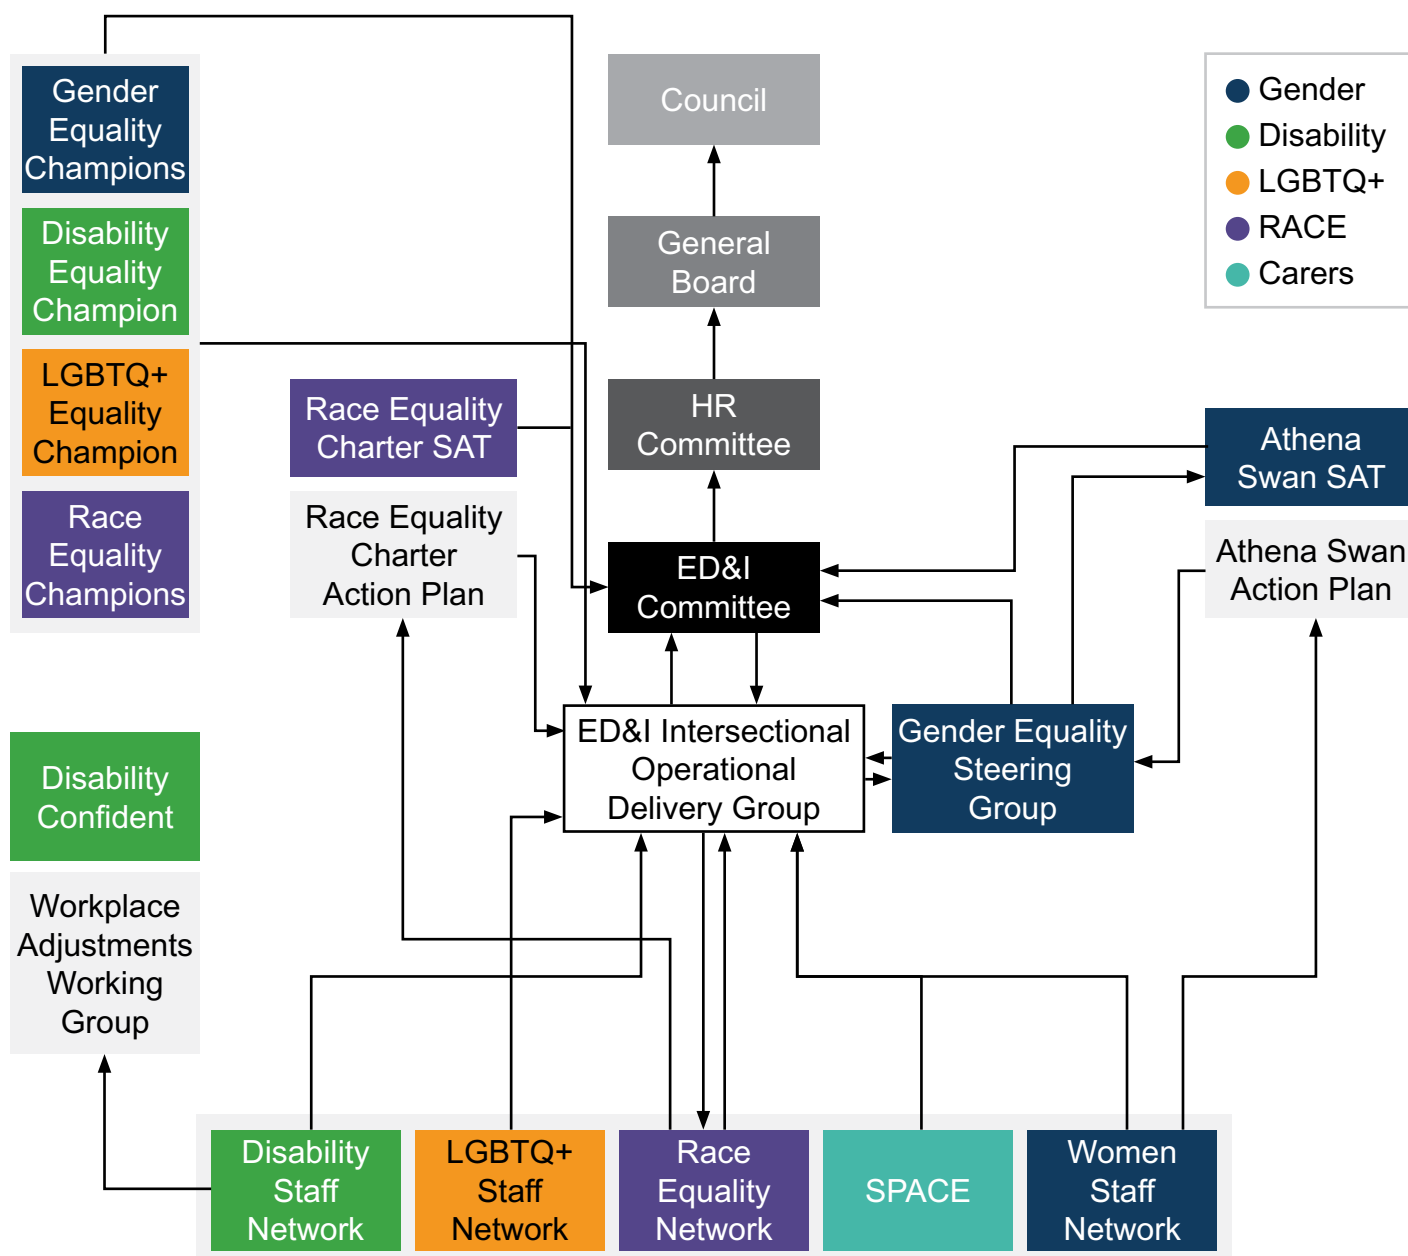 Gender
Equality
Champions
Disability
Equality
Champion
LGBTQ+
Equality
Champion
Race
Equality
Champions
Council
General
Board
HR
Committee
ED&I
Committee
Gender
Disability
LGBTQ+
RACE
Carers
Race Equality
Charter SAT
Race Equality
Charter
Action Plan
Athena
Swan SAT
Athena Swan
Action Plan
ED&I Intersectional
Operational
Delivery Group
Gender Equality
Steering
Group
Disability
Confident
Workplace
Adjustments
Working
Group
Disability
Staff
Network
LGBTQ+
Staff
Network
Race
Equality
Network
SPACE
Women
Staff
Network